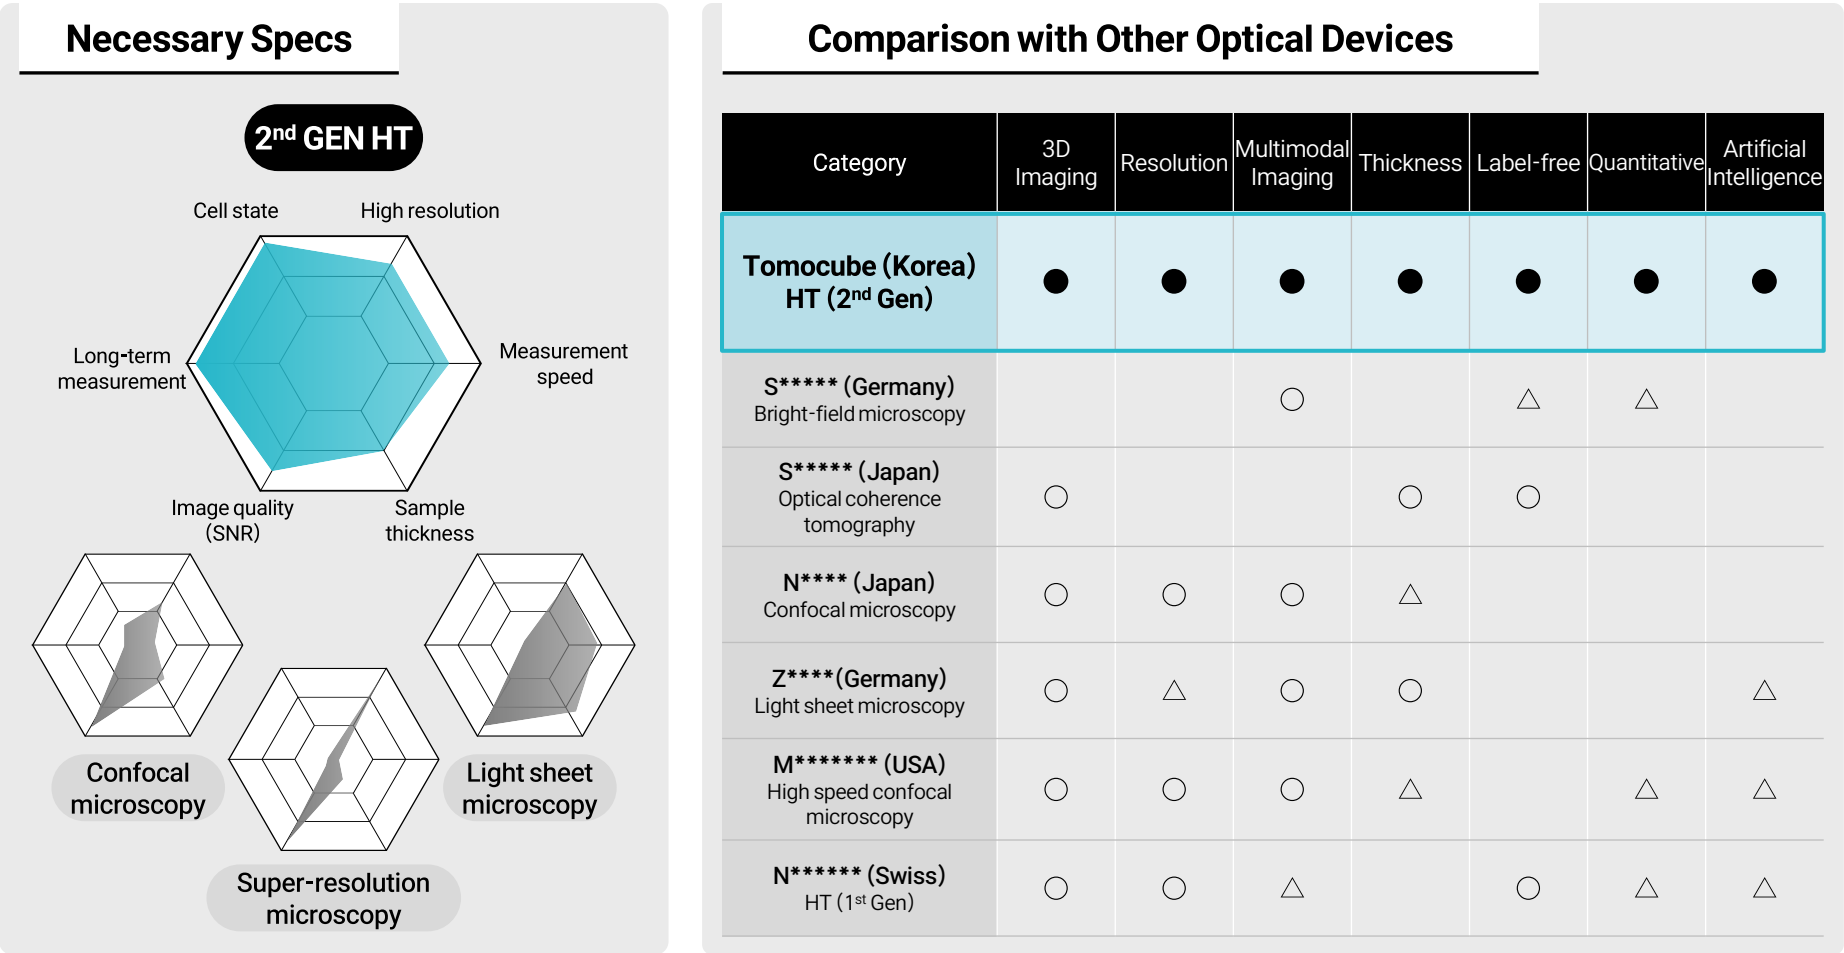 Necessary Specs
2nd GEN HT
Cell state
High resolution
Long-term
measurement
Measurement
speed
Image quality
(SNR)
Sample
thickness
Confocal
microscopy
Light sheet
microscopy
Super-resolution
microscopy
Comparison with Other Optical Devices
Category
3D
Imaging
Resolution
Multimodal
Imaging
Thickness
Label-free
Quantitative
Artificial
Intelligence
Tomocube (Korea)
HT (2nd Gen)
● ● ● ● ● ● ●
S***** (Germany)
Bright-field microscopy
○ △ △
S***** (Japan)
Optical coherence
tomography
○ ○ ○
N**** (Japan)
Confocal microscopy
○ ○ ○ △
Z**** (Germany)
Light sheet microscopy
○ △ ○ ○ △
M******* (USA)
High speed confocal
microscopy
○ ○ ○ △ △ △
N****** (Swiss)
HT (1st Gen)
○ ○ △ ○ △ △